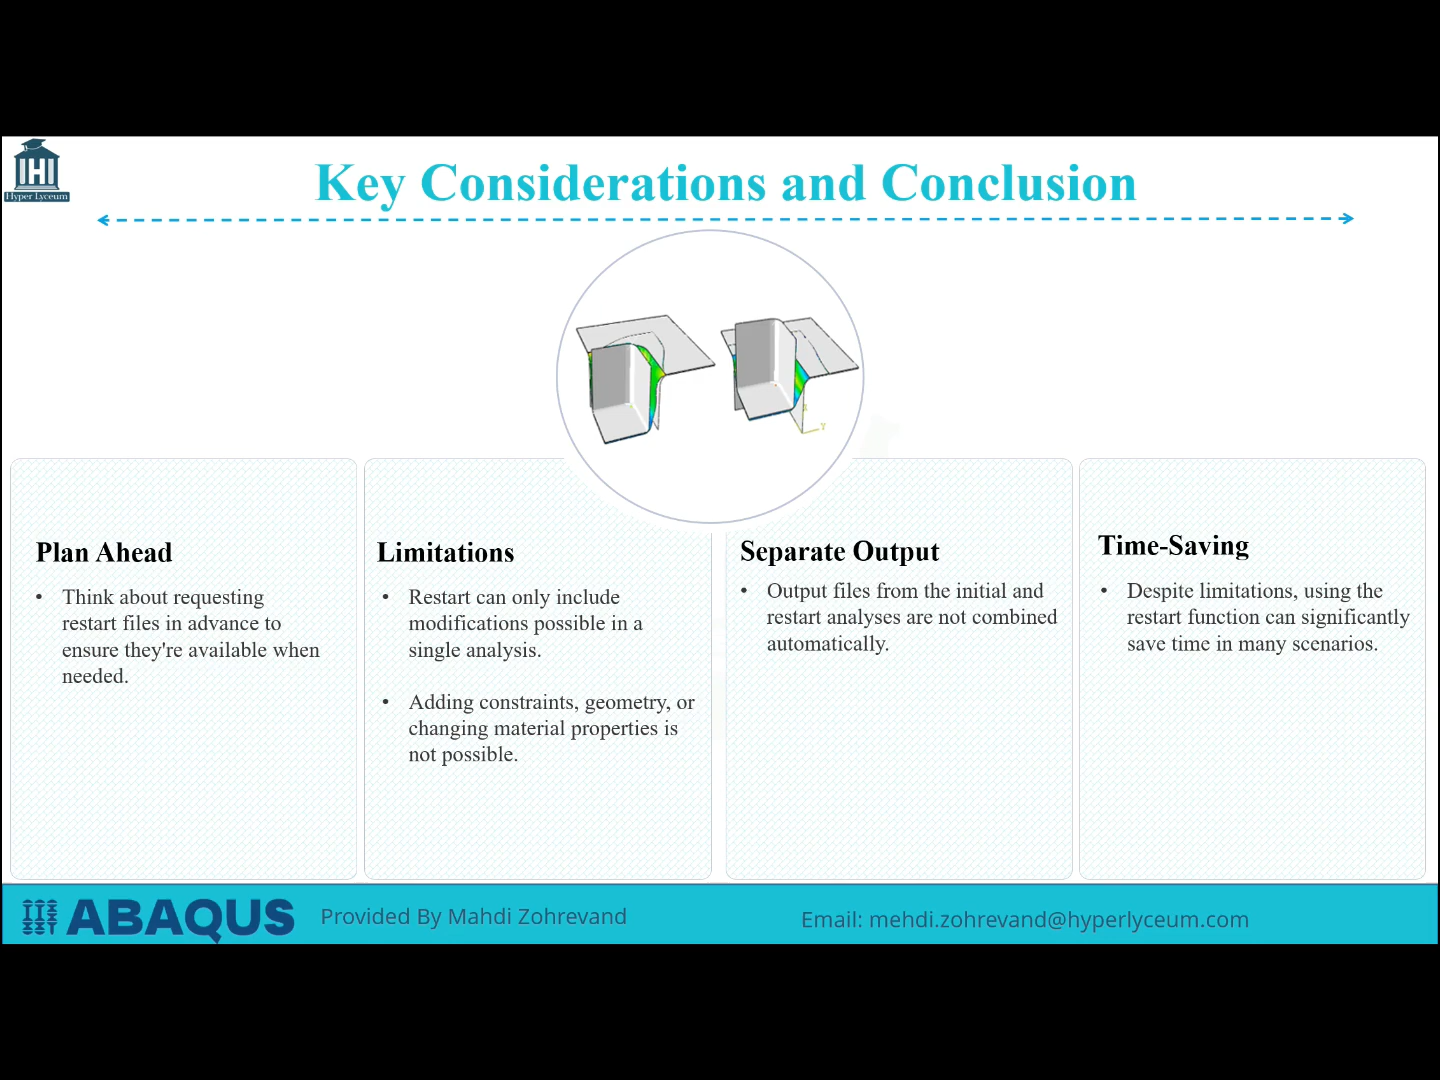 Hyper Lyceum
Key Considerations and Conclusion
X
Y
Plan Ahead
• Think about requesting
restart files in advance to
ensure they're available when
needed.
Limitations
• Restart can only include
modifications possible in a
single analysis.
• Adding constraints, geometry, or
changing material properties is
not possible.
Separate Output
• Output files from the initial and
restart analyses are not combined
automatically.
Time-Saving
• Despite limitations, using the
restart function can significantly
save time in many scenarios.
ABAQUS
Provided By Mahdi Zohrevand
Email: mehdi.zohrevand@hyperlyceum.com